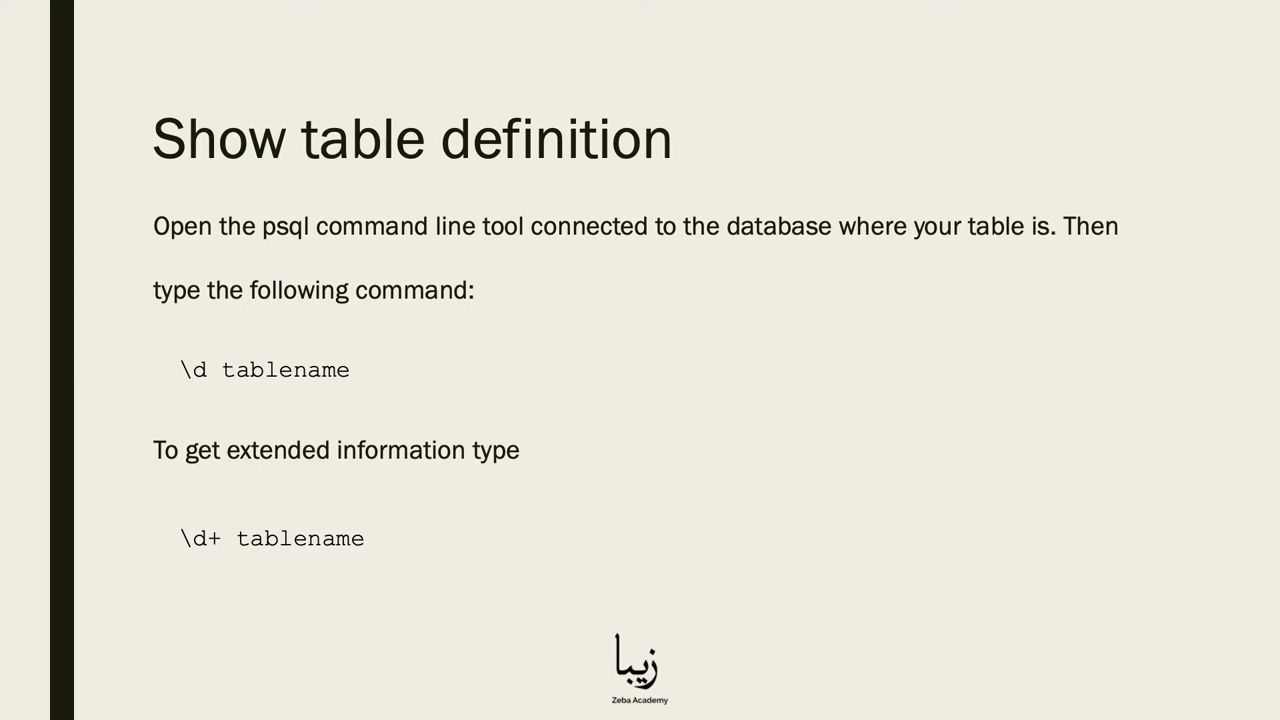 Show table definition
Open the psql command line tool connected to the database where your table is. Then
type the following command:
\d tablename
To get extended information type
\d+ tablename
زیبا
Zeba Academy